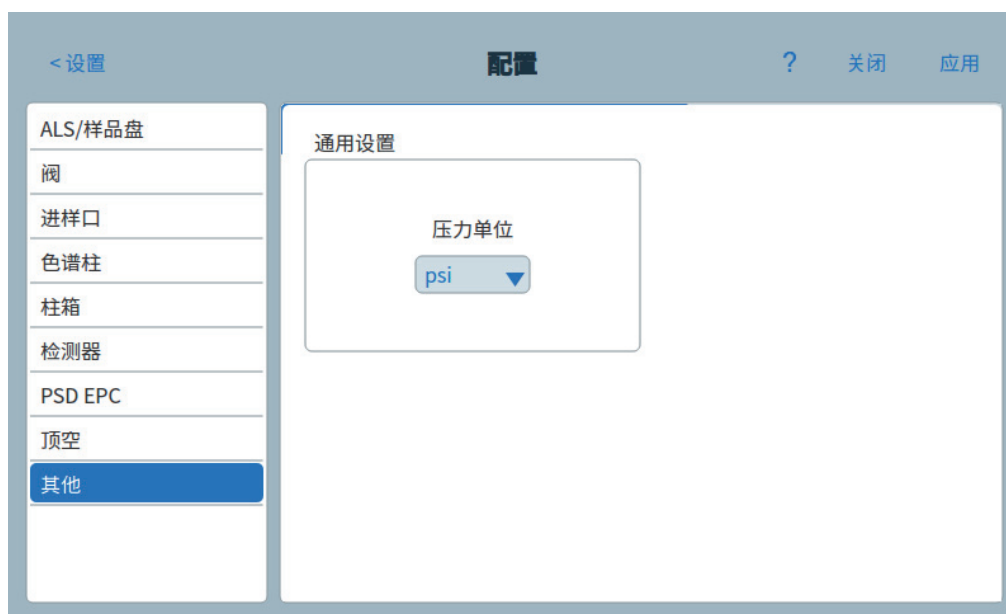 <设置 配置 ? 关闭 应用
ALS/样品盘
阀
进样口
色谱柱
柱箱
检测器
PSD EPC
顶空
其他
通用设置
压力单位
psi